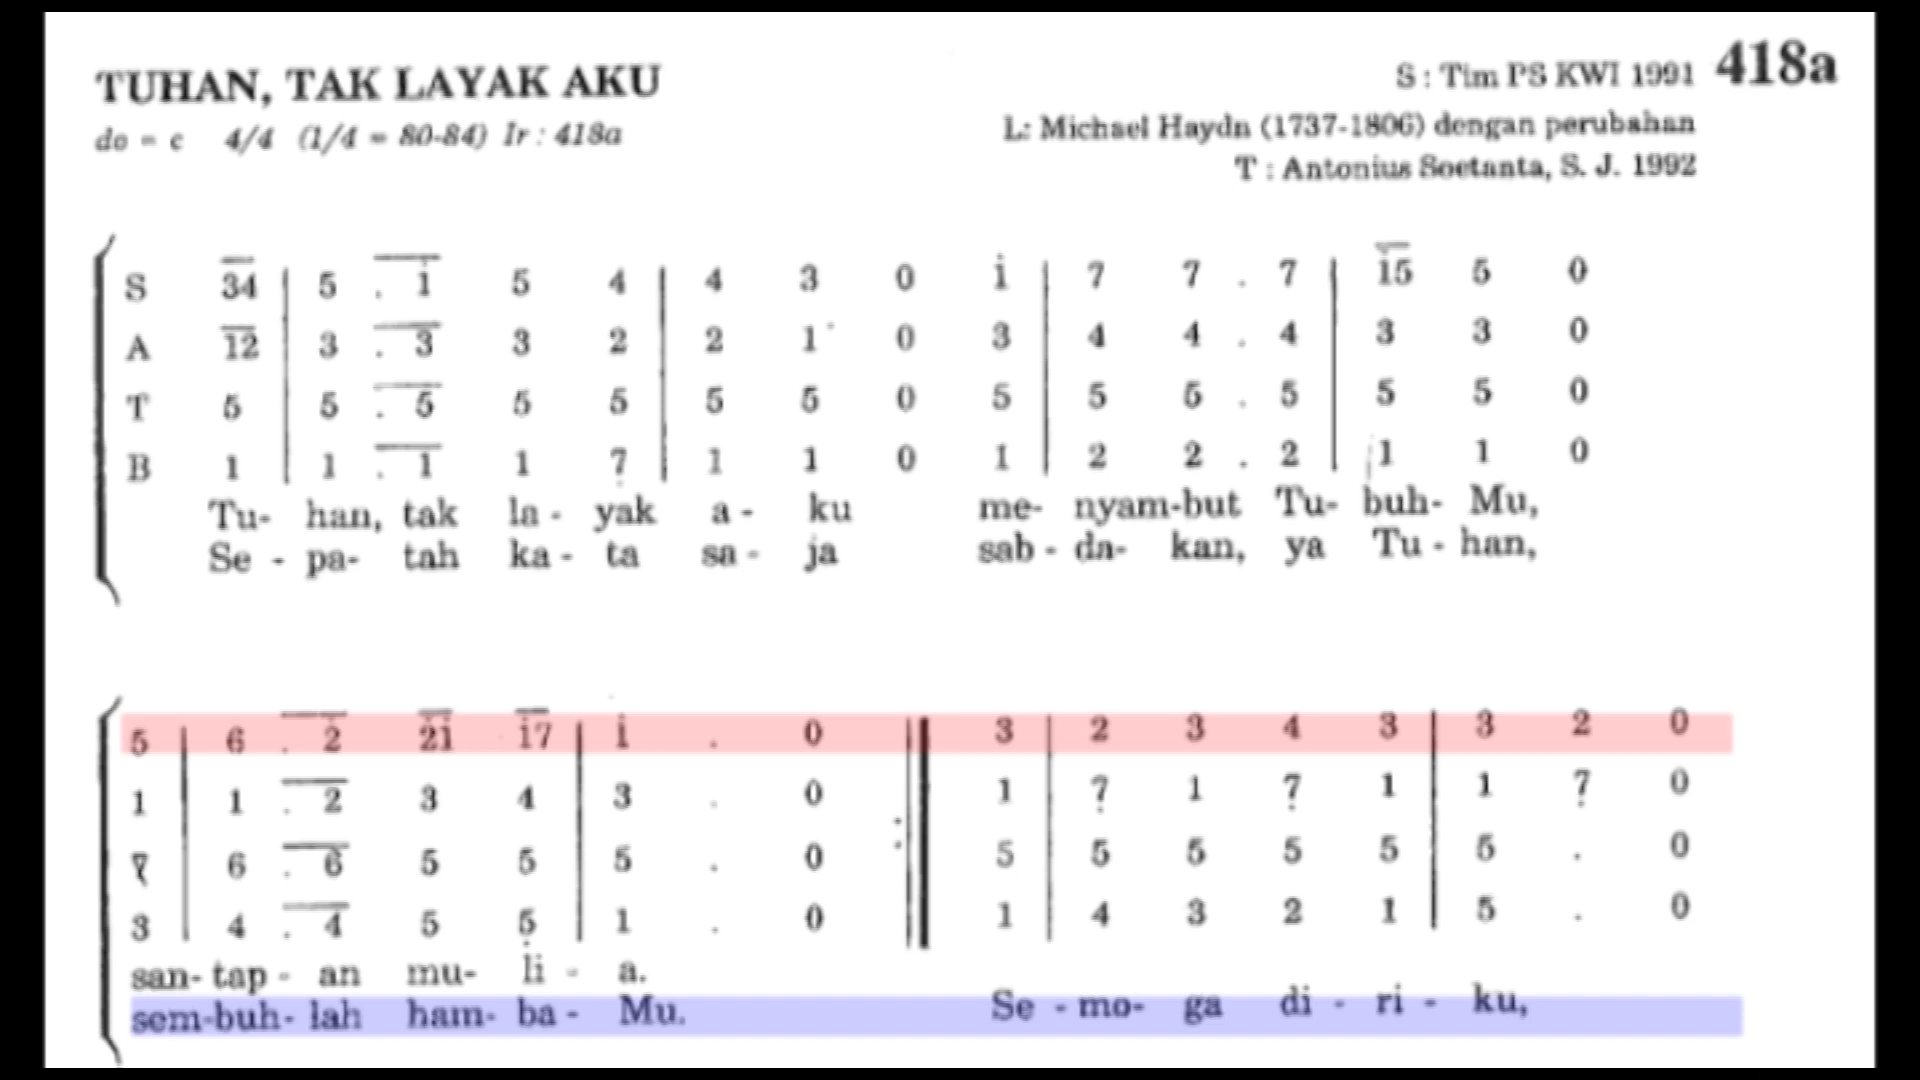 TUHAN, TAK LAYAK AKU
do = c 4/4 (1/4 = 80-84) Ir : 418a
S : Tim PS KWI 1991 418a
L: Michael Haydn (1737-1806) dengan perubahan
T : Antonius Soetanta, S. J. 1992
S 34 | 5 . 1 5 4 | 4 3 0 i | 7 7 . 7 | 15 5 0
A 12 | 3 . 3 3 2 | 2 1 0 3 | 4 4 . 4 | 3 3 0
T 5 | 5 . 5 5 5 | 5 5 0 5 | 5 5 . 5 | 5 5 0
B 1 | 1 . 1 1 7 | 1 1 0 1 | 2 2 . 2 | 1 1 0
Tu- han, tak la - yak a - ku me- nyam-but Tu- buh- Mu,
Se - pa- tah ka - ta sa - ja sab - da- kan, ya Tu - han,
5 | 6 . 2 21 17 | i . 0 || 3 | 2 3 4 3 | 3 2 0
1 | 1 . 2 3 4 | 3 . 0 1 | 7 1 7 1 | 1 7 0
6 . 6 5 5 | 5 . 0 : 5 | 5 5 5 5 | 5 . 0
3 | 4 . 4 5 5 | 1 . 0 1 | 4 3 2 1 | 5 . 0
san- tap - an mu- li - a.
sem-buh- lah ham- ba - Mu. Se - mo- ga di - ri - ku,